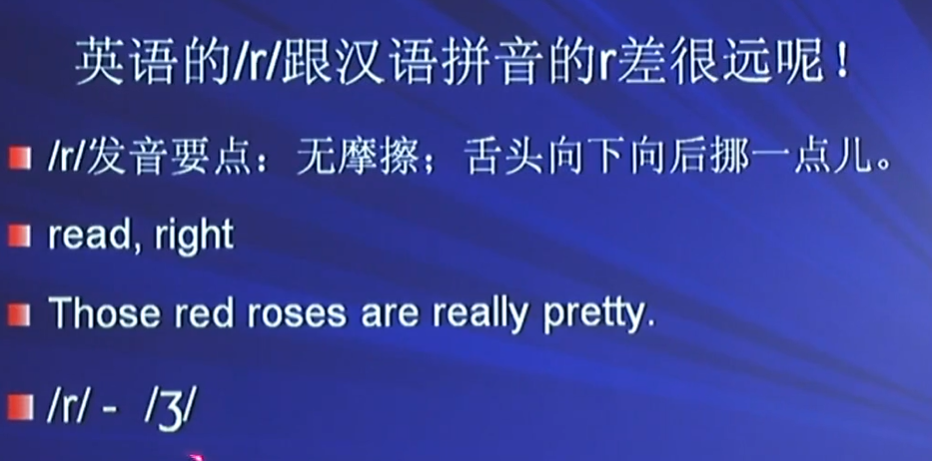 英语的/r/跟汉语拼音的r差很远呢！
/r/发音要点：无摩擦；舌头向下向后挪一点儿。
read, right
Those red roses are really pretty.
/r/ - /ʒ/